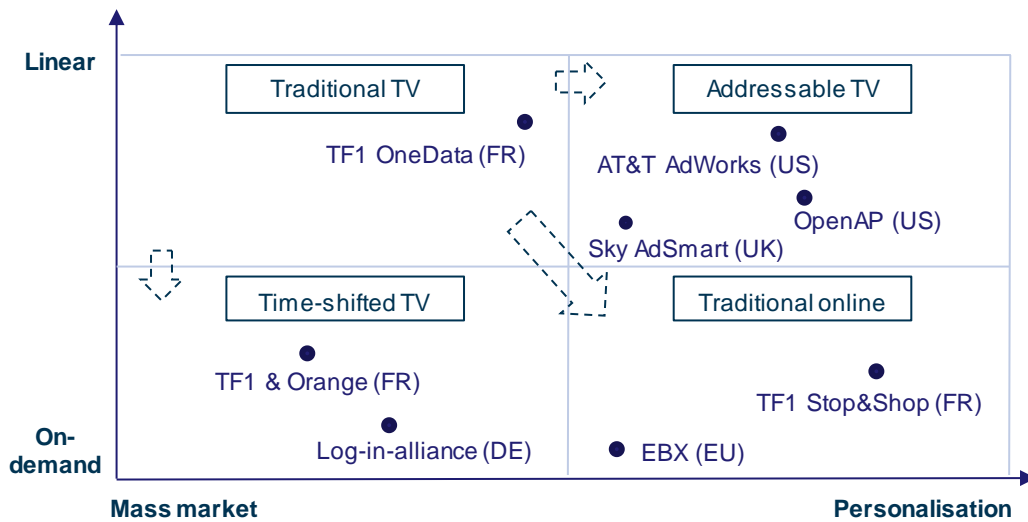 Linear
Traditional TV
Addressable TV
TF1 OneData (FR)
AT&T AdWorks (US)
OpenAP (US)
Sky AdSmart (UK)
Time-shifted TV
Traditional online
TF1 & Orange (FR)
TF1 Stop&Shop (FR)
Log-in-alliance (DE)
EBX (EU)
On-
demand
Mass market
Personalisation